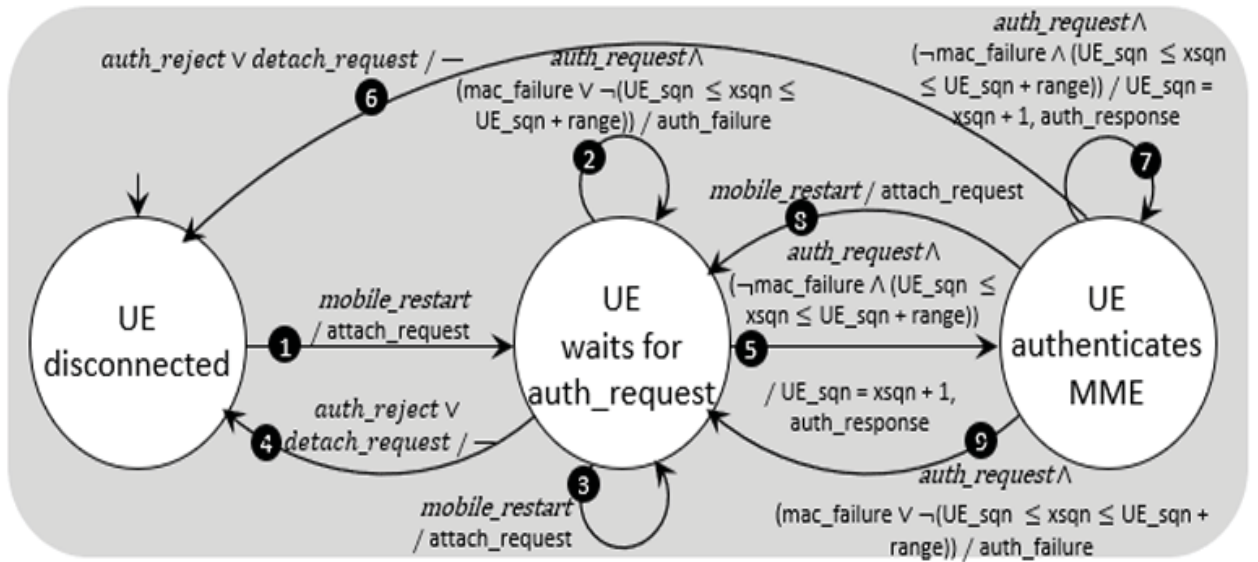 auth_request ∧
(¬mac_failure ∧ (UE_sqn ≤ xsqn
≤ UE_sqn + range)) / UE_sqn =
xsqn + 1, auth_response
7
auth_reject ∨ detach_request / —
6
auth_request ∧
(mac_failure ∨ ¬(UE_sqn ≤ xsqn ≤
UE_sqn + range)) / auth_failure
2
mobile_restart / attach_request
8
UE
disconnected
mobile_restart
/ attach_request
1
UE
waits for
auth_request
auth_request ∧
(¬mac_failure ∧ (UE_sqn ≤
xsqn ≤ UE_sqn + range))
5
/ UE_sqn = xsqn + 1,
auth_response
UE
authenticates
MME
auth_reject ∨
detach_request / —
4
3
mobile_restart
/ attach_request
9
auth_request ∧
(mac_failure ∨ ¬(UE_sqn ≤ xsqn ≤ UE_sqn +
range)) / auth_failure